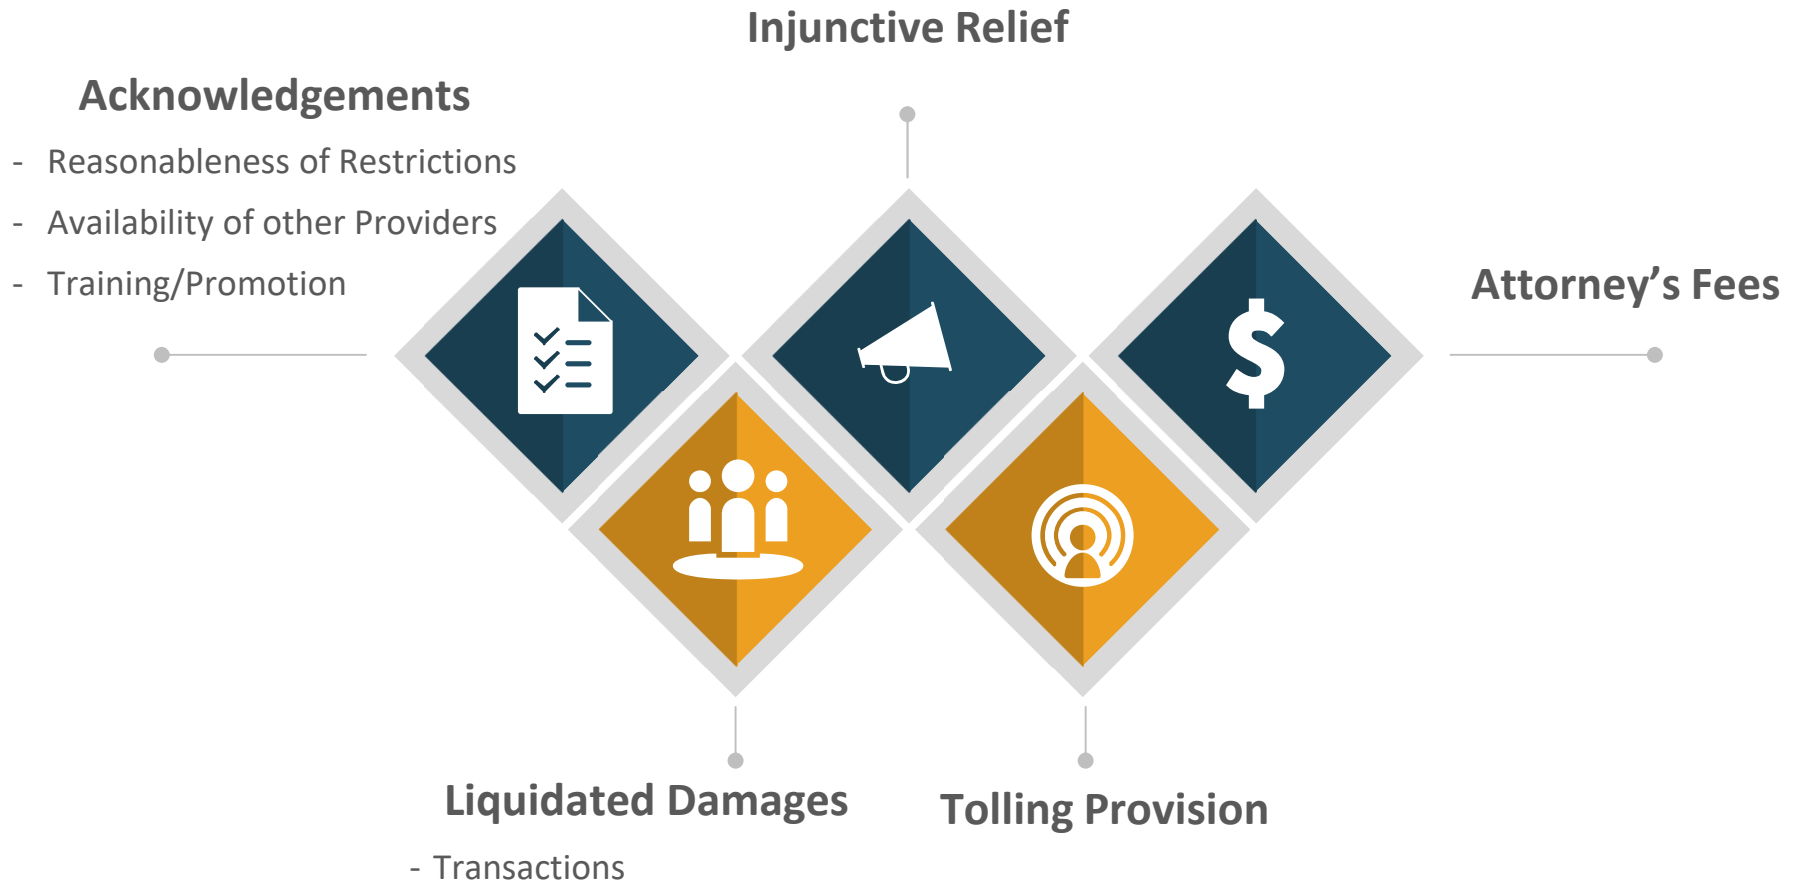 Injunctive Relief
Acknowledgements
- Reasonableness of Restrictions
- Availability of other Providers
- Training/Promotion
Attorney’s Fees
$
Liquidated Damages
- Transactions
Tolling Provision